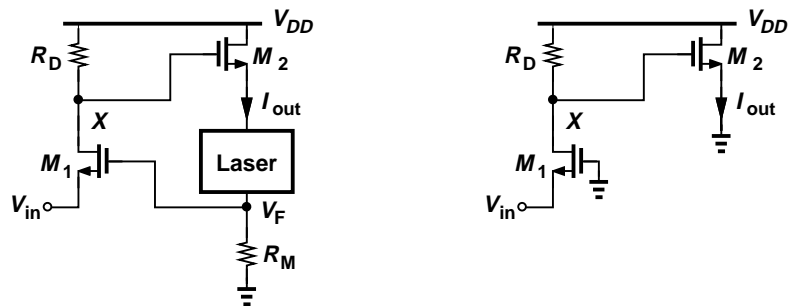 V_DD
R_D
M_2
I_out
X
M_1
Laser
V_in
V_F
R_M
V_DD
R_D
M_2
I_out
X
M_1
V_in